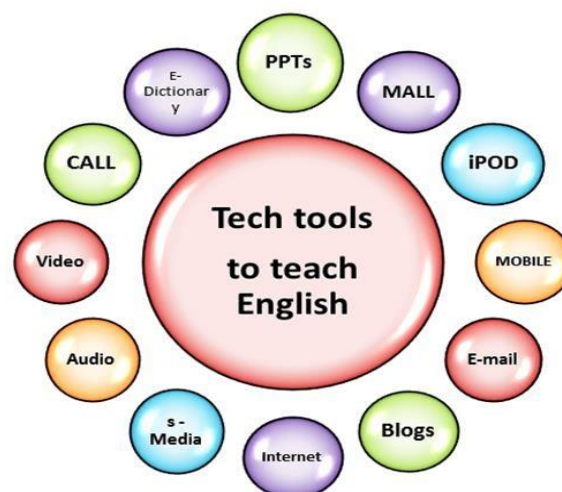 PPTs
MALL
iPOD
MOBILE
E-mail
Blogs
Internet
s -
Media
Audio
Video
CALL
E-
Dictionar
y
Tech tools
to teach
English